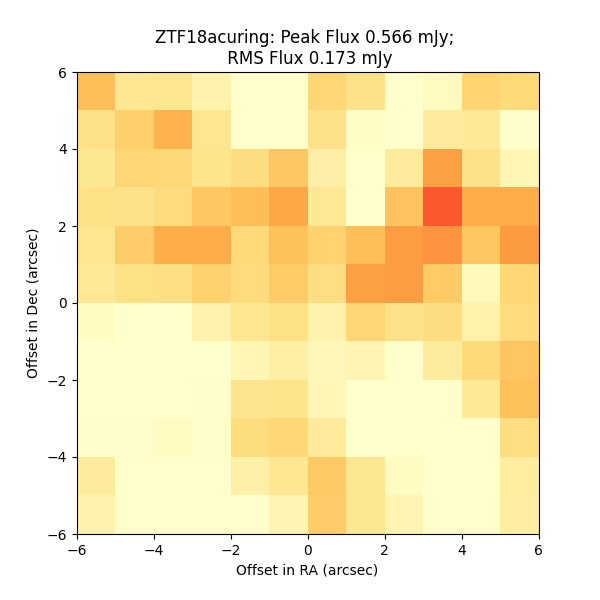 ZTF18acuring: Peak Flux 0.566 mJy;
RMS Flux 0.173 mJy
6
4
2
0
−2
−4
−6
Offset in Dec (arcsec)
−6 −4 −2 0 2 4 6
Offset in RA (arcsec)